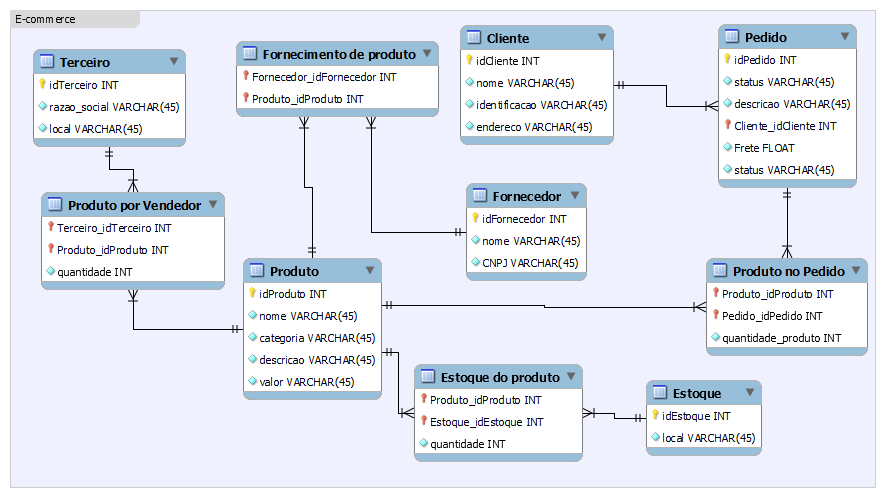 E-commerce
Terceiro
idTerceiro INT
razao_social VARCHAR(45)
local VARCHAR(45)
Fornecimento de produto
Fornecedor_idFornecedor INT
Produto_idProduto INT
Cliente
idCliente INT
nome VARCHAR(45)
identificacao VARCHAR(45)
endereco VARCHAR(45)
Pedido
idPedido INT
status VARCHAR(45)
descricao VARCHAR(45)
Cliente_idCliente INT
Frete FLOAT
status VARCHAR(45)
Produto por Vendedor
Terceiro_idTerceiro INT
Produto_idProduto INT
quantidade INT
Fornecedor
idFornecedor INT
nome VARCHAR(45)
CNPJ VARCHAR(45)
Produto
idProduto INT
nome VARCHAR(45)
categoria VARCHAR(45)
descricao VARCHAR(45)
valor VARCHAR(45)
Produto no Pedido
Produto_idProduto INT
Pedido_idPedido INT
quantidade_produto INT
Estoque do produto
Produto_idProduto INT
Estoque_idEstoque INT
quantidade INT
Estoque
idEstoque INT
local VARCHAR(45)